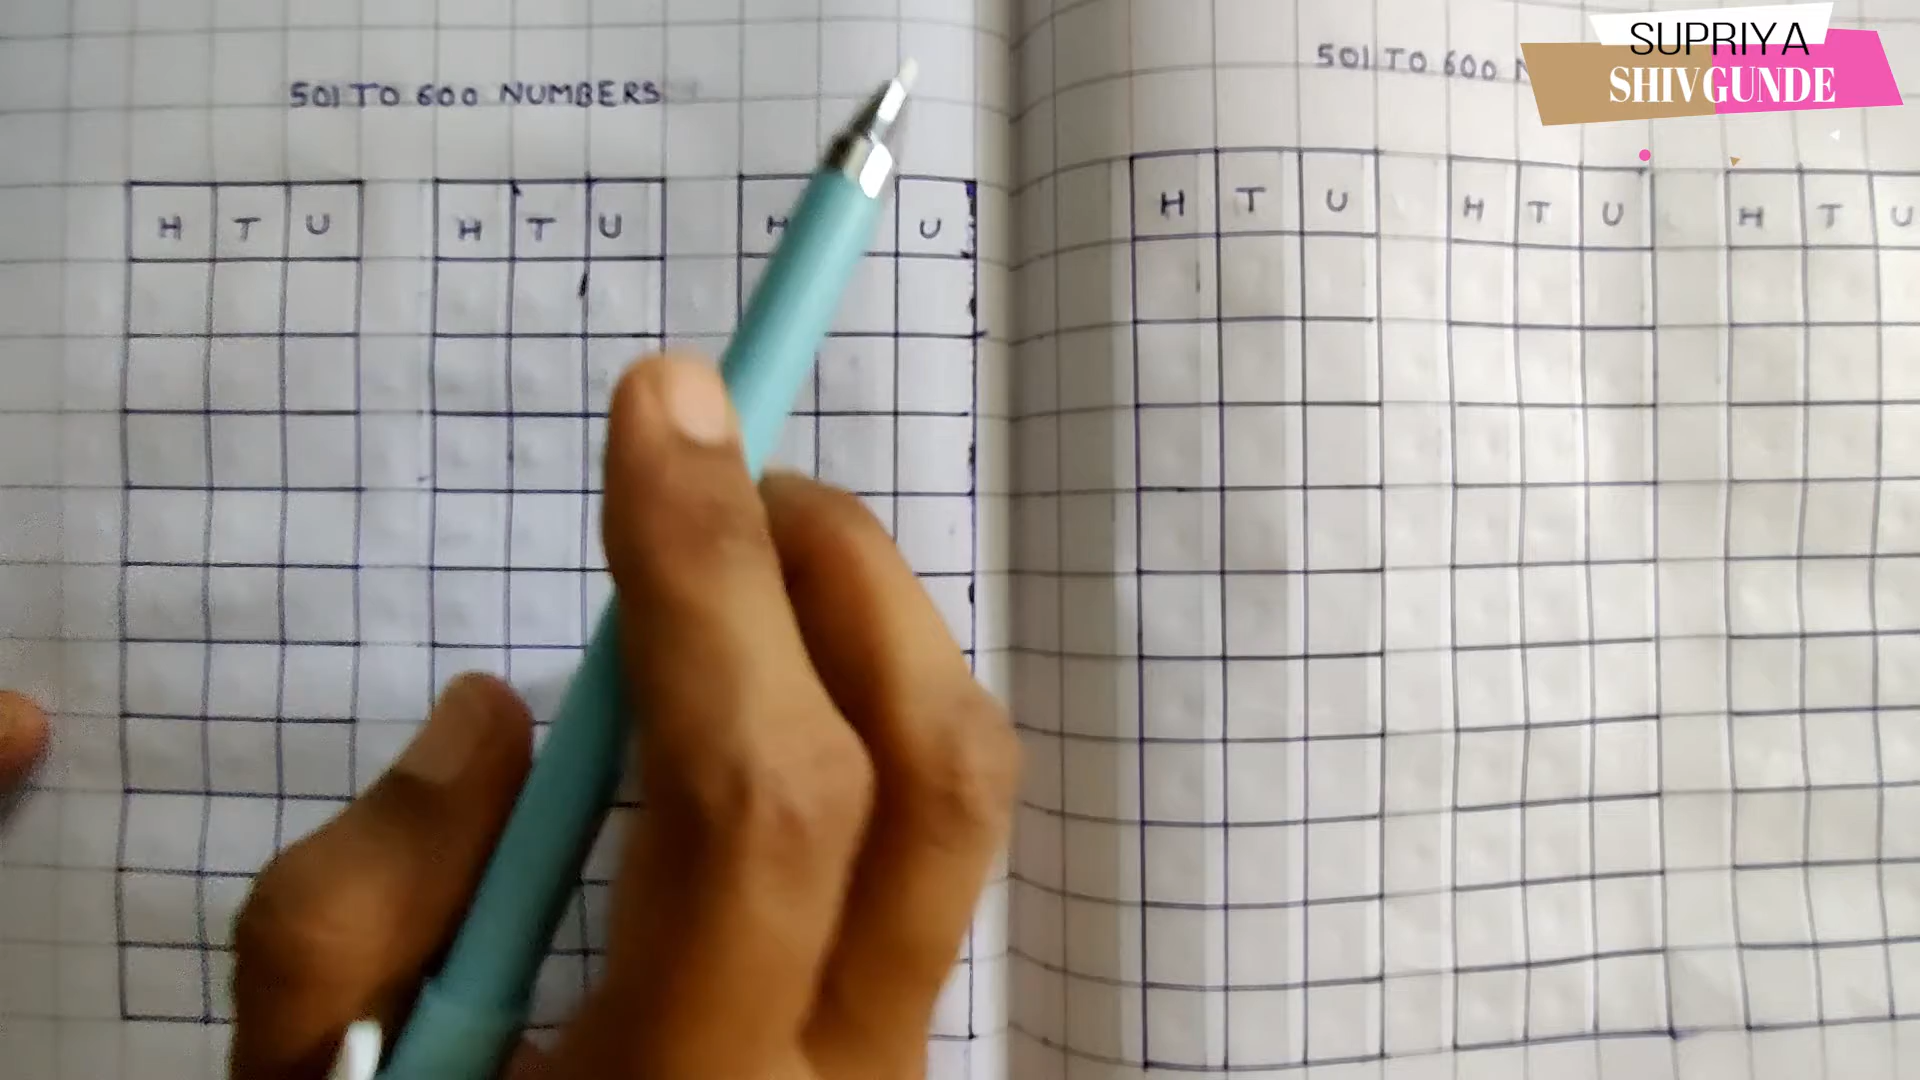 501 TO 600 NUMBERS
H T U H T U H U
501 TO 600
H T U H T U H T U
SUPRIYA
SHIVGUNDE